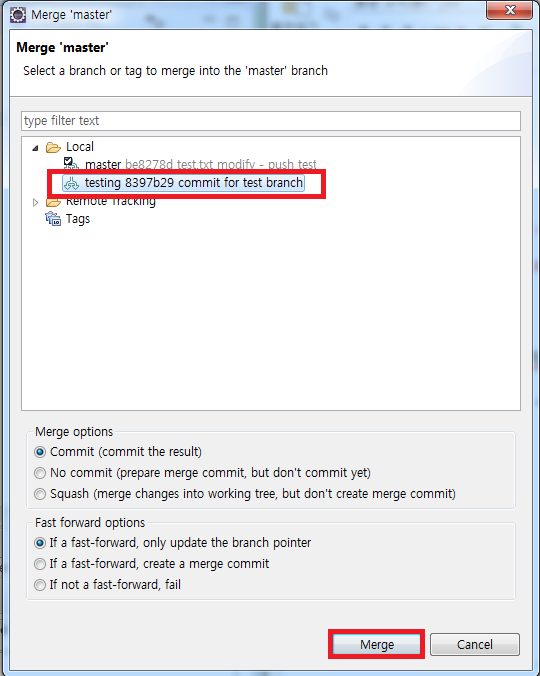 Merge 'master'
Merge 'master'
Select a branch or tag to merge into the 'master' branch
type filter text
Local
master be8278d test.txt modify - push test
testing 8397b29 commit for test branch
Remote Tracking
Tags
Merge options
Commit (commit the result)
No commit (prepare merge commit, but don't commit yet)
Squash (merge changes into working tree, but don't create merge commit)
Fast forward options
If a fast-forward, only update the branch pointer
If a fast-forward, create a merge commit
If not a fast-forward, fail
Merge
Cancel